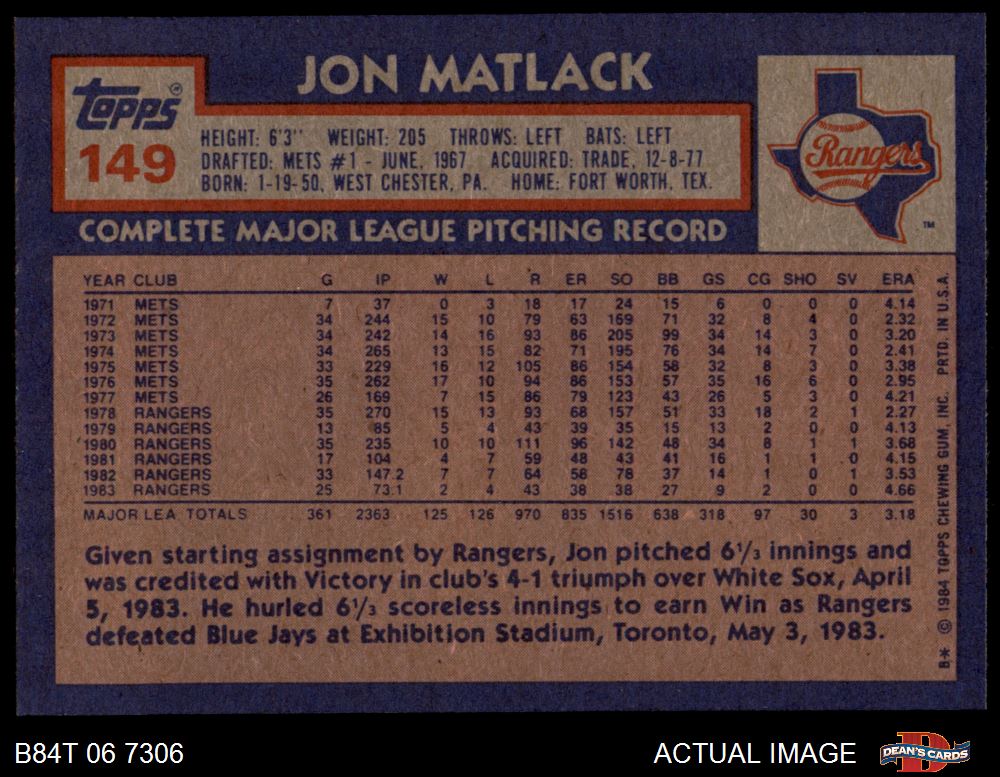 JON MATLACK
Topps
149
HEIGHT: 6'3'' WEIGHT: 205 THROWS: LEFT BATS: LEFT
DRAFTED: METS #1 - JUNE, 1967 ACQUIRED: TRADE, 12-8-77
BORN: 1-19-50, WEST CHESTER, PA. HOME: FORT WORTH, TEX.
Rangers
TM
COMPLETE MAJOR LEAGUE PITCHING RECORD
YEAR CLUB G IP W L R ER SO BB GS CG SHO SV ERA
1971 METS 7 37 0 3 18 17 24 15 6 0 0 0 4.14
1972 METS 34 244 15 10 79 63 169 71 32 8 4 0 2.32
1973 METS 34 242 14 16 93 86 205 99 34 14 3 0 3.20
1974 METS 34 265 13 15 82 71 195 76 34 14 7 0 2.41
1975 METS 33 229 16 12 105 86 154 58 32 8 3 0 3.38
1976 METS 35 262 17 10 94 86 153 57 35 16 6 0 2.95
1977 METS 26 169 7 15 86 79 123 43 26 5 3 0 4.21
1978 RANGERS 35 270 15 13 93 68 157 51 33 18 2 1 2.27
1979 RANGERS 13 85 5 4 43 39 35 15 13 2 0 0 4.13
1980 RANGERS 35 235 10 10 111 96 142 48 34 8 1 1 3.68
1981 RANGERS 17 104 4 7 59 48 43 41 16 1 1 0 4.15
1982 RANGERS 33 147.2 7 7 64 58 78 37 14 1 0 1 3.53
1983 RANGERS 25 73.1 2 4 43 38 38 27 9 2 0 0 4.66
MAJOR LEA. TOTALS 361 2363 125 126 970 835 1516 638 318 97 30 3 3.18
Given starting assignment by Rangers, Jon pitched 6 1/3 innings and
was credited with Victory in club's 4-1 triumph over White Sox, April
5, 1983. He hurled 6 1/3 scoreless innings to earn Win as Rangers
defeated Blue Jays at Exhibition Stadium, Toronto, May 3, 1983.
B* © 1984 TOPPS CHEWING GUM, INC. PRTD. IN U.S.A.
B84T 06 7306
ACTUAL IMAGE
DEAN'S CARDS